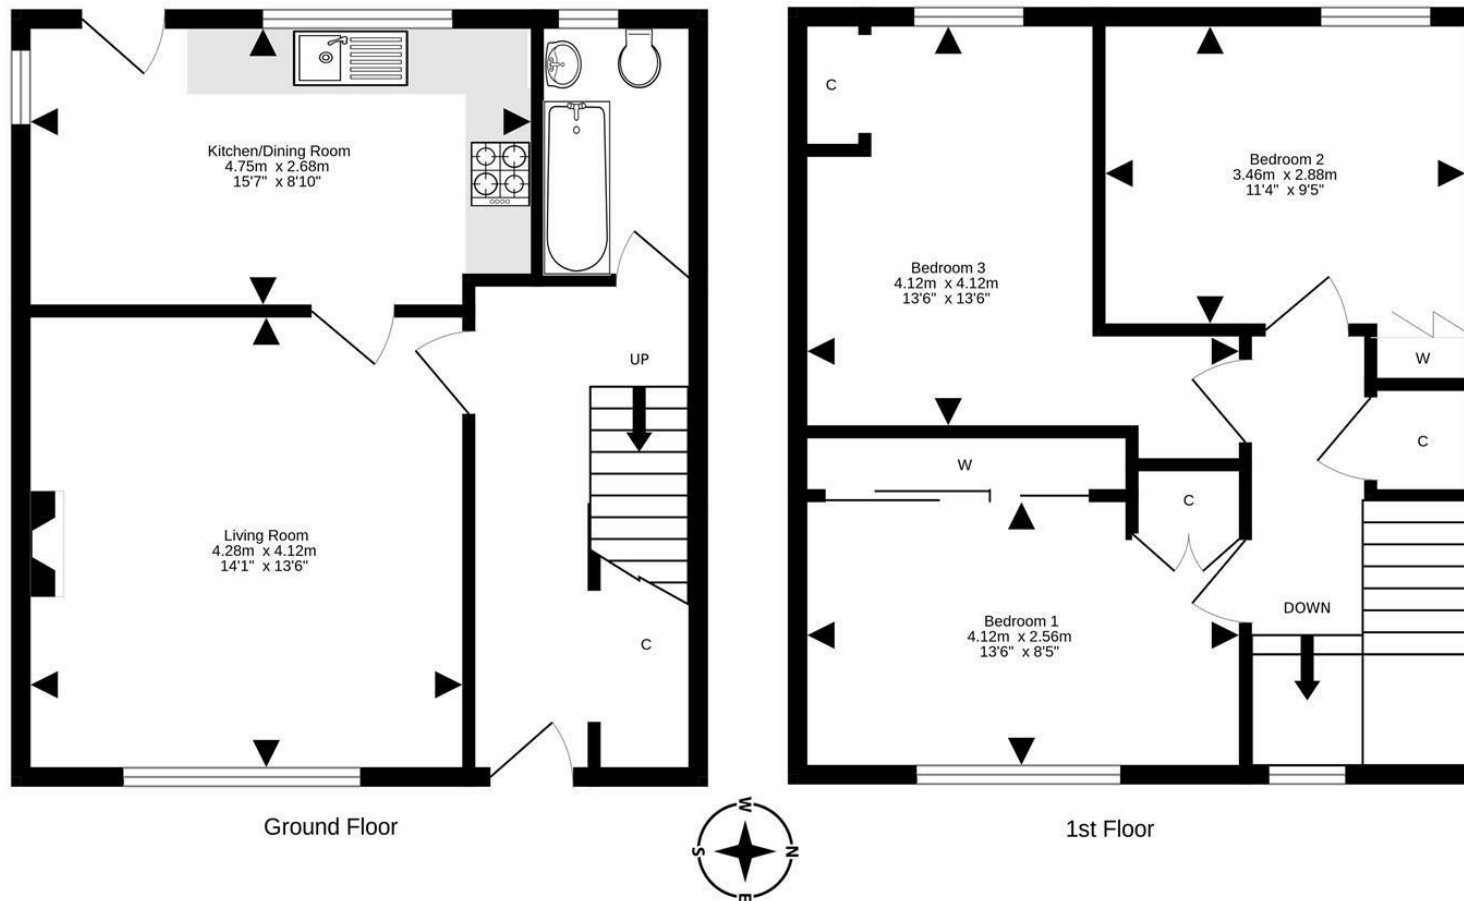 Kitchen/Dining Room
4.75m x 2.68m
15'7" x 8'10"
UP
Living Room
4.28m x 4.12m
14'1" x 13'6"
C
Ground Floor
C
Bedroom 2
3.46m x 2.88m
11'4" x 9'5"
Bedroom 3
4.12m x 4.12m
13'6" x 13'6"
W
C
W
C
Bedroom 1
4.12m x 2.56m
13'6" x 8'5"
DOWN
1st Floor
W
S
N
E